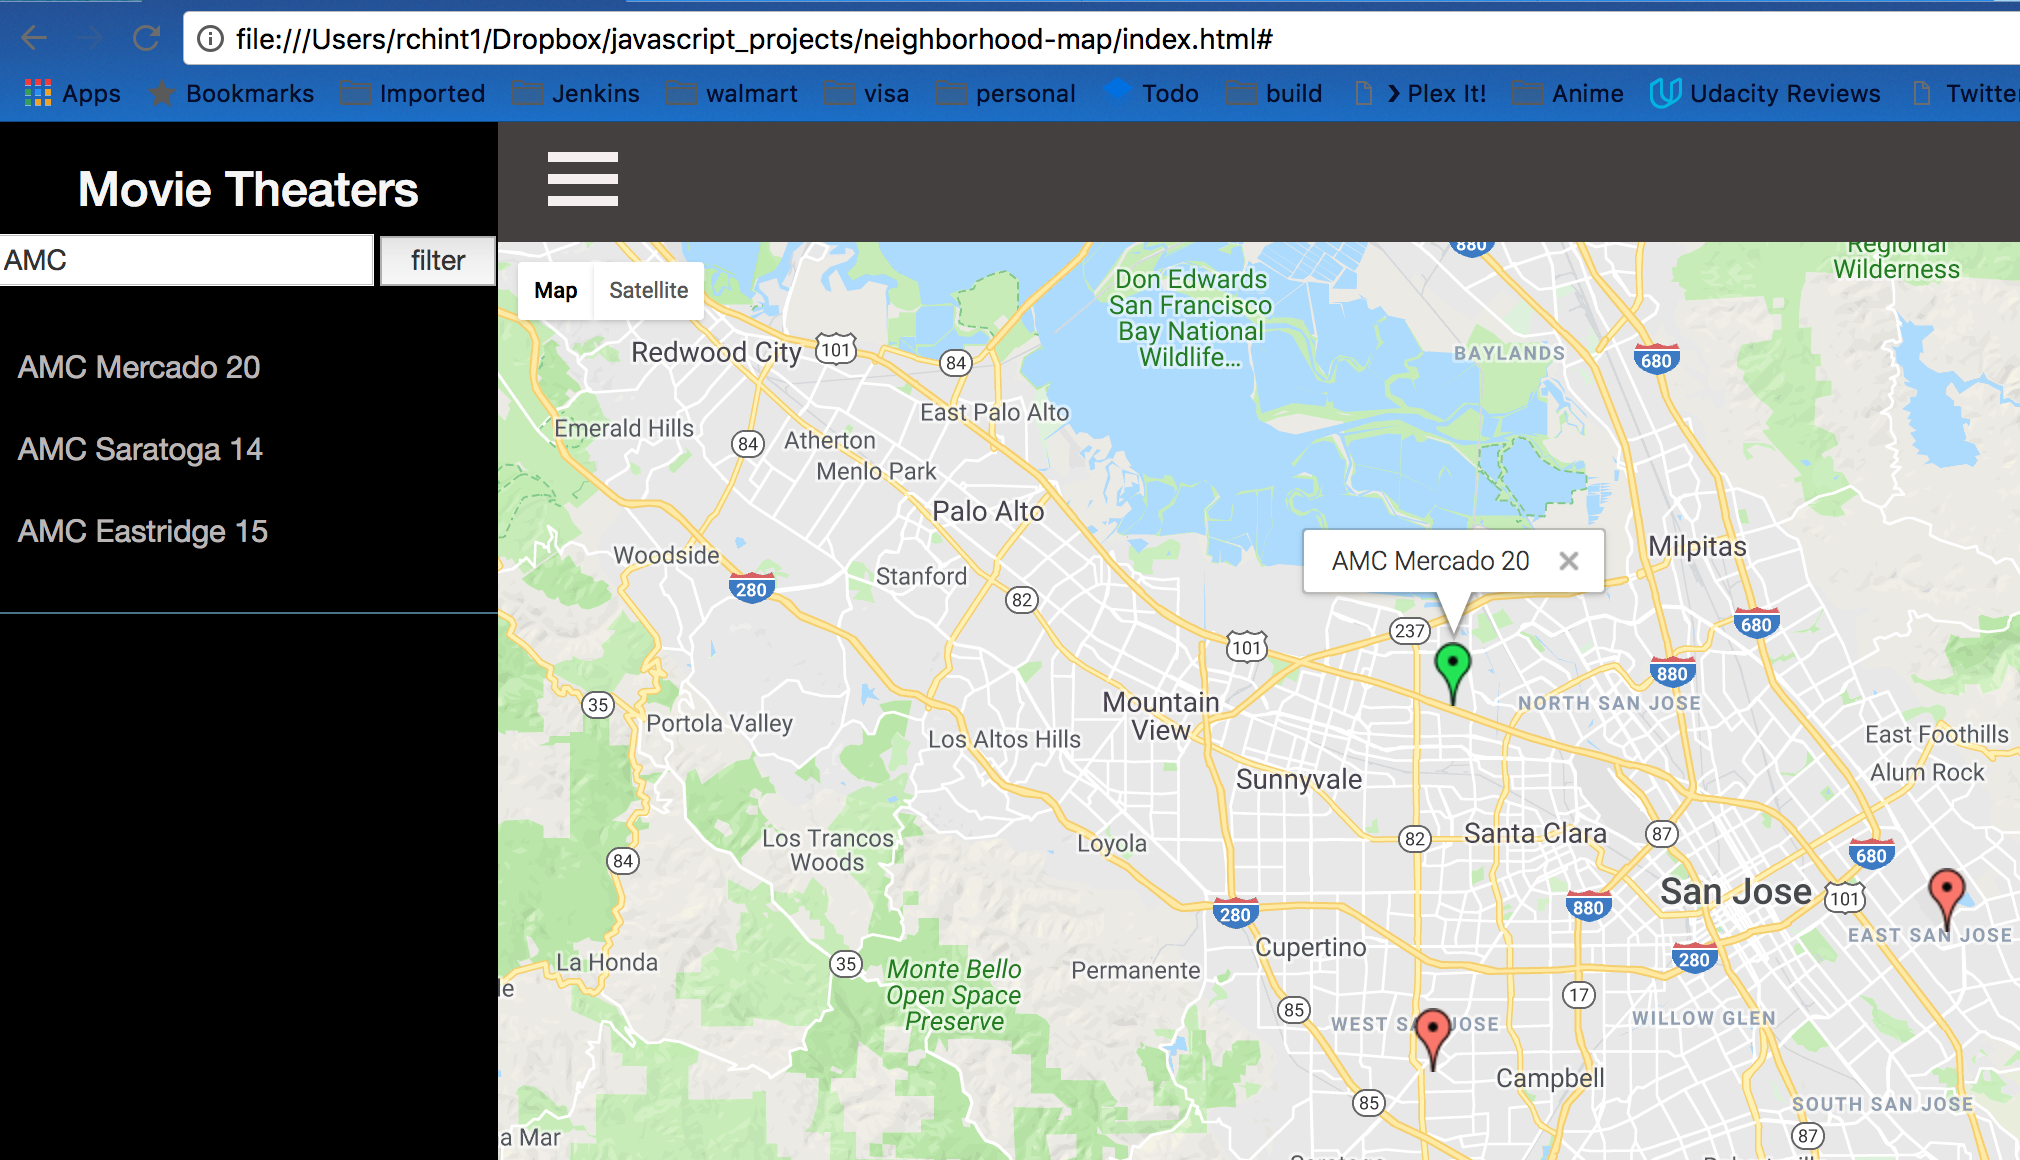 file:///Users/rchint1/Dropbox/javascript_projects/neighborhood-map/index.html#
Apps Bookmarks Imported Jenkins walmart visa personal Todo build ❯ Plex It! Anime Udacity Reviews
Movie Theaters
AMC filter
AMC Mercado 20
AMC Saratoga 14
AMC Eastridge 15
Map Satellite
880
Regional
Wilderness
Don Edwards
San Francisco
Bay National
Wildlife...
Redwood City
101
84
BAYLANDS
680
East Palo Alto
Emerald Hills
84
Atherton
Menlo Park
Palo Alto
AMC Mercado 20
Milpitas
Woodside
280
Stanford
82
237
101
680
880
35
Mountain
View
NORTH SAN JOSE
Portola Valley
Los Altos Hills
East Foothills
Alum Rock
Sunnyvale
Los Trancos
Woods
Loyola
82
Santa Clara
87
680
84
San Jose
101
280
880
EAST SAN JOSE
Cupertino
280
La Honda
35
Monte Bello
Open Space
Preserve
Permanente
17
85
WEST SAN JOSE
WILLOW GLEN
Campbell
85
SOUTH SAN JOSE
87
a Mar